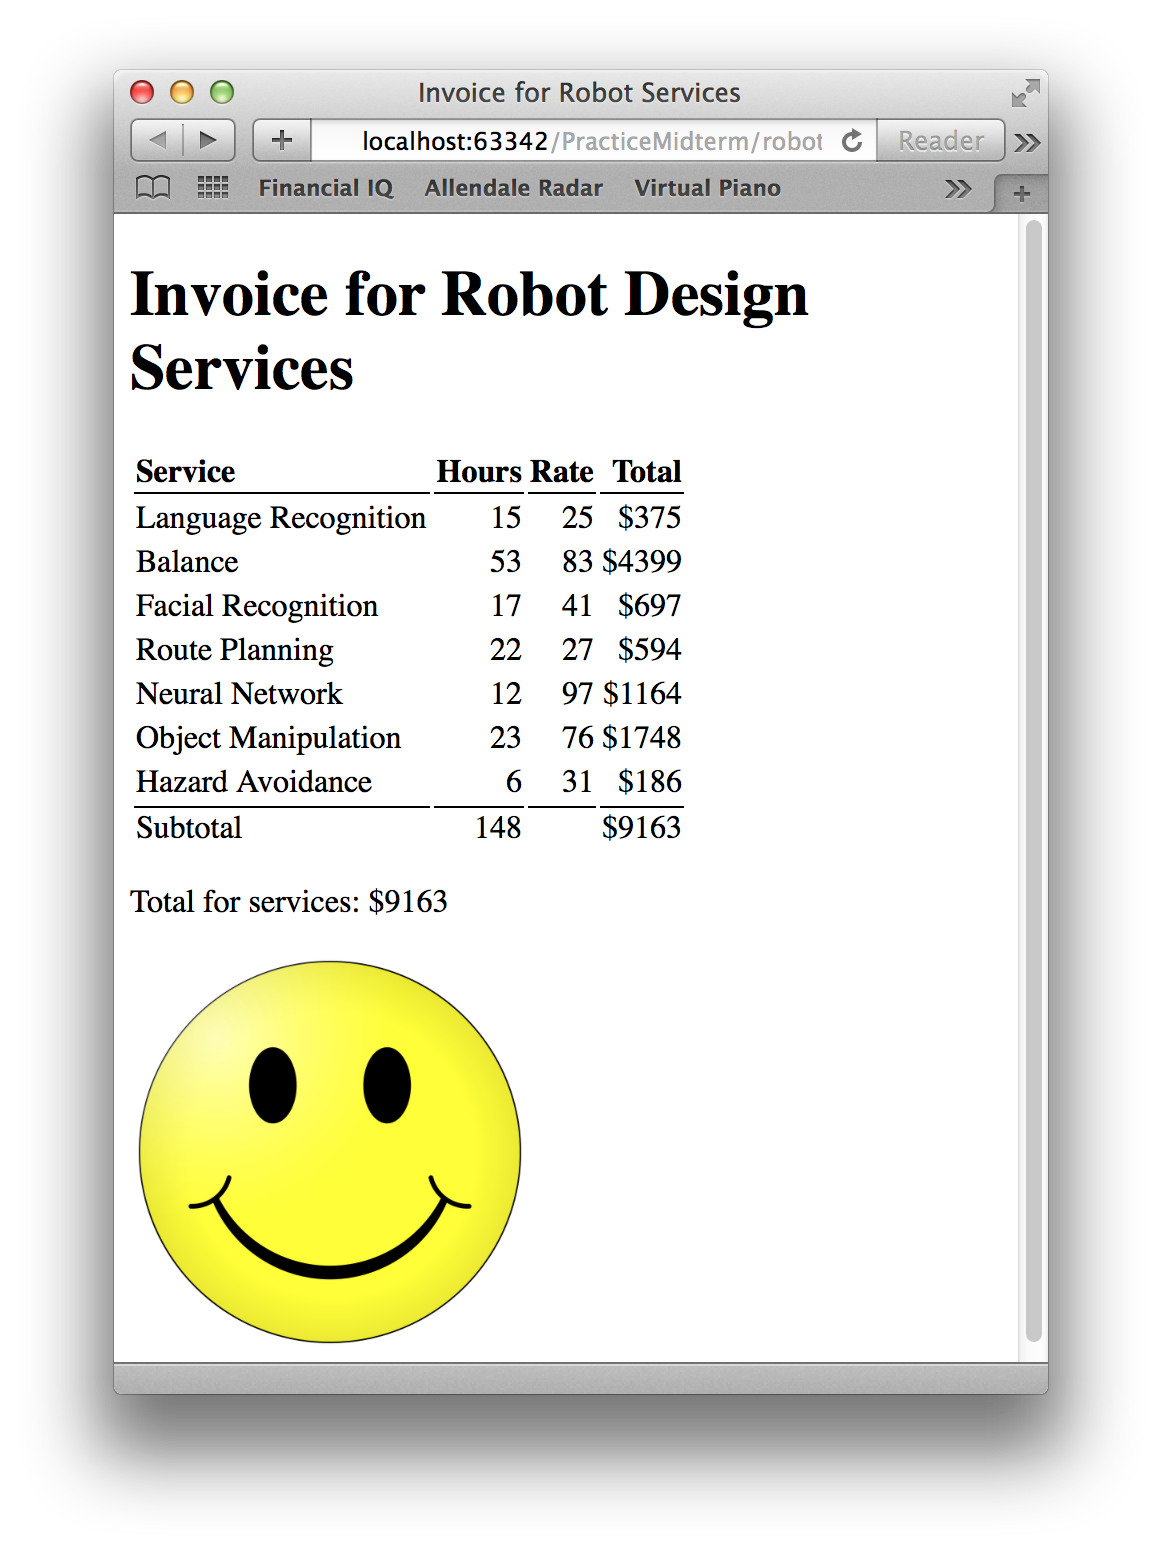 Invoice for Robot Services
localhost:63342/PracticeMidterm/robot Reader
Financial IQ Allendale Radar Virtual Piano
Invoice for Robot Design
Services
Service Hours Rate Total
Language Recognition 15 25 $375
Balance 53 83 $4399
Facial Recognition 17 41 $697
Route Planning 22 27 $594
Neural Network 12 97 $1164
Object Manipulation 23 76 $1748
Hazard Avoidance 6 31 $186
Subtotal 148 $9163
Total for services: $9163